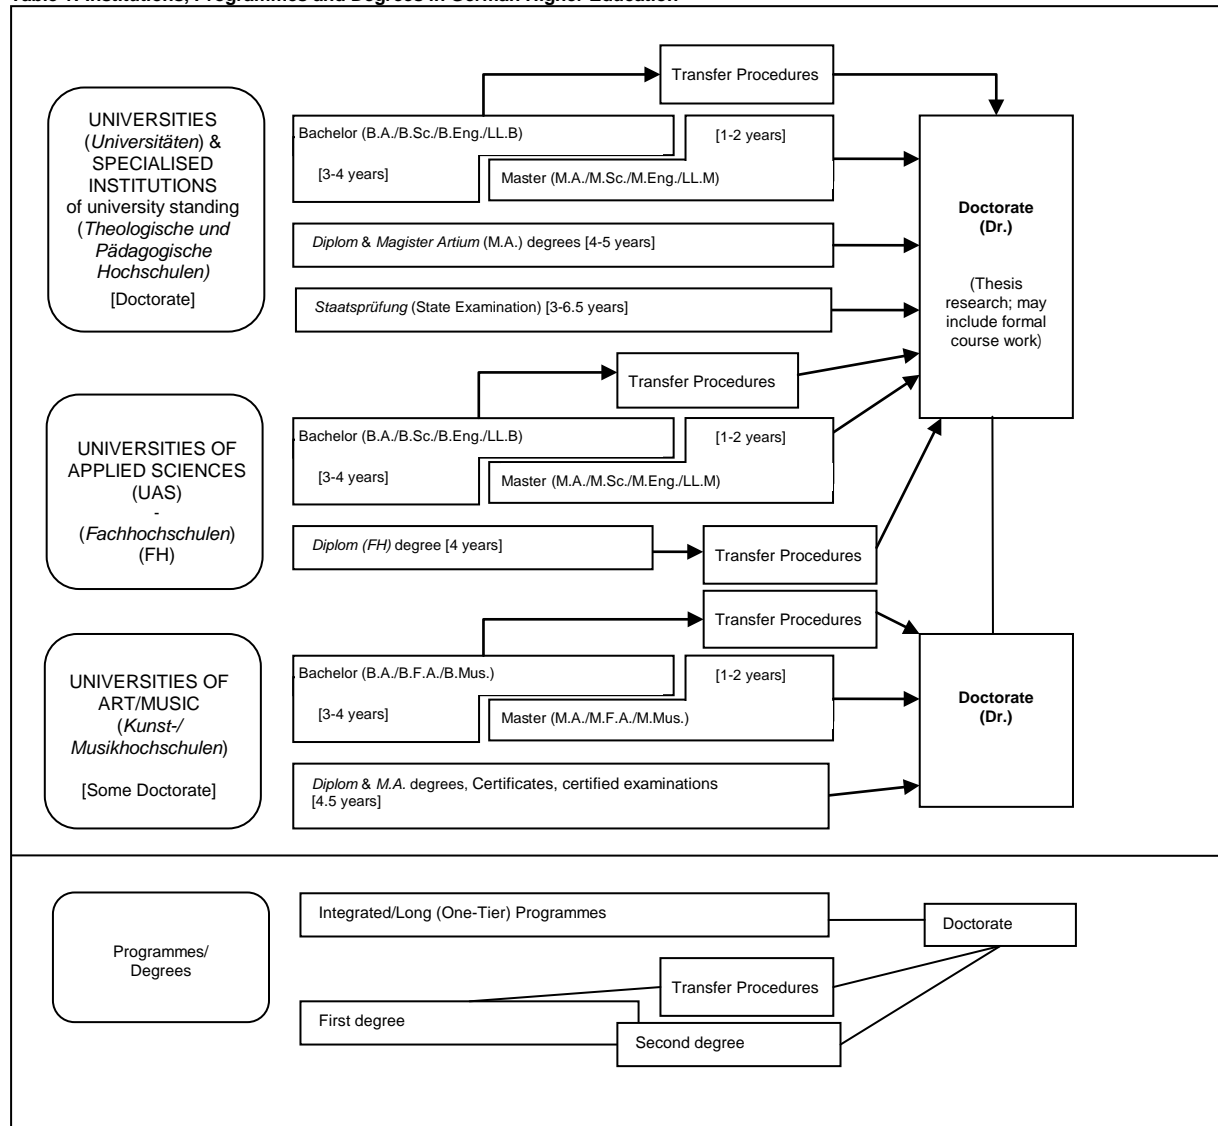 Table 1: Institutions, Programmes and Degrees in German Higher Education
Transfer Procedures
UNIVERSITIES
(Universitäten) &
SPECIALISED
INSTITUTIONS
of university standing
(Theologische und
Pädagogische
Hochschulen)
[Doctorate]
Bachelor (B.A./B.Sc./B.Eng./LL.B)
[3-4 years]
[1-2 years]
Master (M.A./M.Sc./M.Eng./LL.M)
Diplom & Magister Artium (M.A.) degrees [4-5 years]
Staatsprüfung (State Examination) [3-6.5 years]
Doctorate
(Dr.)
(Thesis
research; may
include formal
course work)
Transfer Procedures
UNIVERSITIES OF
APPLIED SCIENCES
(UAS)
-
(Fachhochschulen)
(FH)
Bachelor (B.A./B.Sc./B.Eng./LL.B)
[3-4 years]
[1-2 years]
Master (M.A./M.Sc./M.Eng./LL.M)
Diplom (FH) degree [4 years]
Transfer Procedures
Transfer Procedures
UNIVERSITIES OF
ART/MUSIC
(Kunst-/
Musikhochschulen)
[Some Doctorate]
Bachelor (B.A./B.F.A./B.Mus.)
[3-4 years]
[1-2 years]
Master (M.A./M.F.A./M.Mus.)
Diplom & M.A. degrees, Certificates, certified examinations
[4.5 years]
Doctorate
(Dr.)
Programmes/
Degrees
Integrated/Long (One-Tier) Programmes
Doctorate
Transfer Procedures
First degree
Second degree